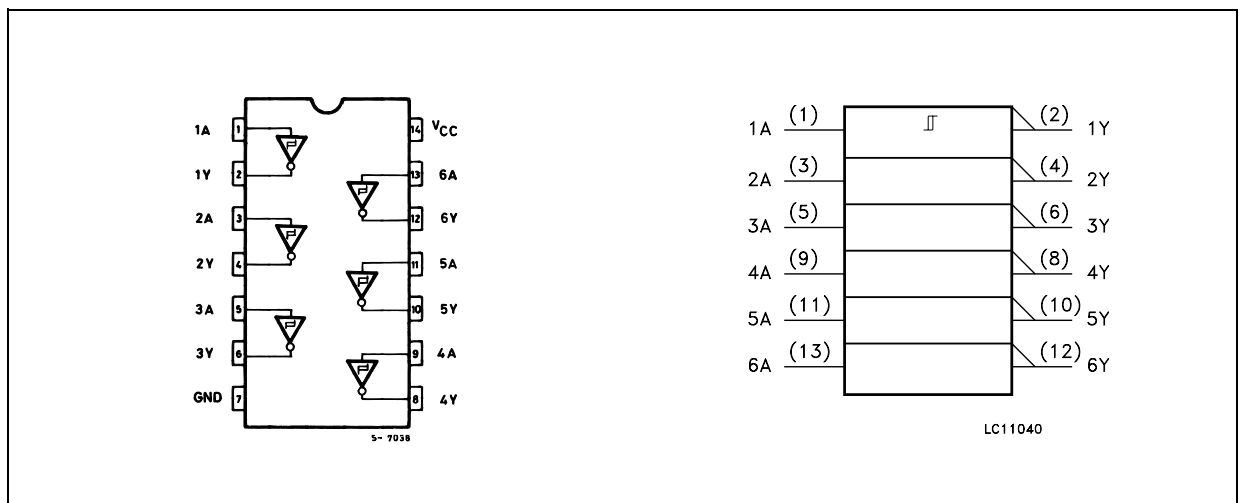 1A 1 14 VCC
1Y 2 13 6A
2A 3 12 6Y
2Y 4 11 5A
3A 5 10 5Y
3Y 6 9 4A
GND 7 8 4Y
S- 7038
1A (1) (2) 1Y
2A (3) (4) 2Y
3A (5) (6) 3Y
4A (9) (8) 4Y
5A (11) (10) 5Y
6A (13) (12) 6Y
LC11040